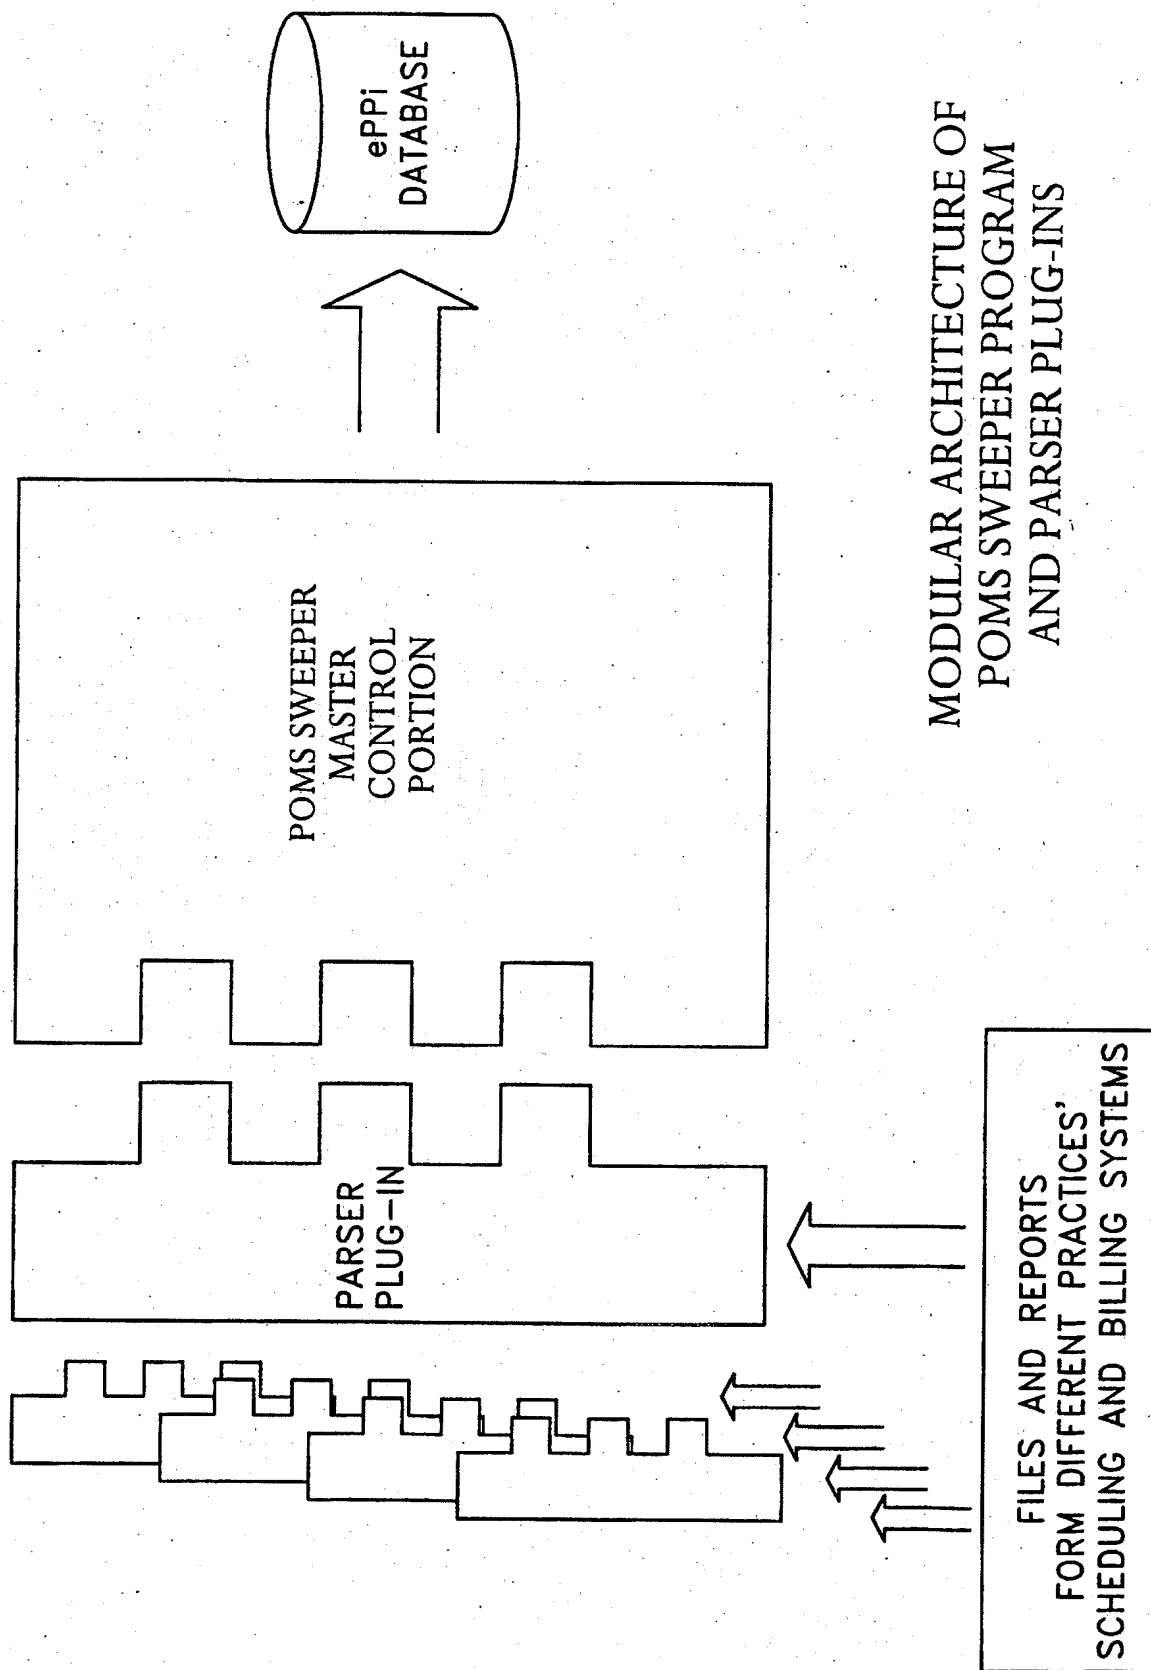 ePPi
DATABASE
POMS SWEEPER
MASTER
CONTROL
PORTION
PARSER
PLUG-IN
FILES AND REPORTS
FORM DIFFERENT PRACTICES'
SCHEDULING AND BILLING SYSTEMS
MODULAR ARCHITECTURE OF
POMS SWEEPER PROGRAM
AND PARSER PLUG-INS